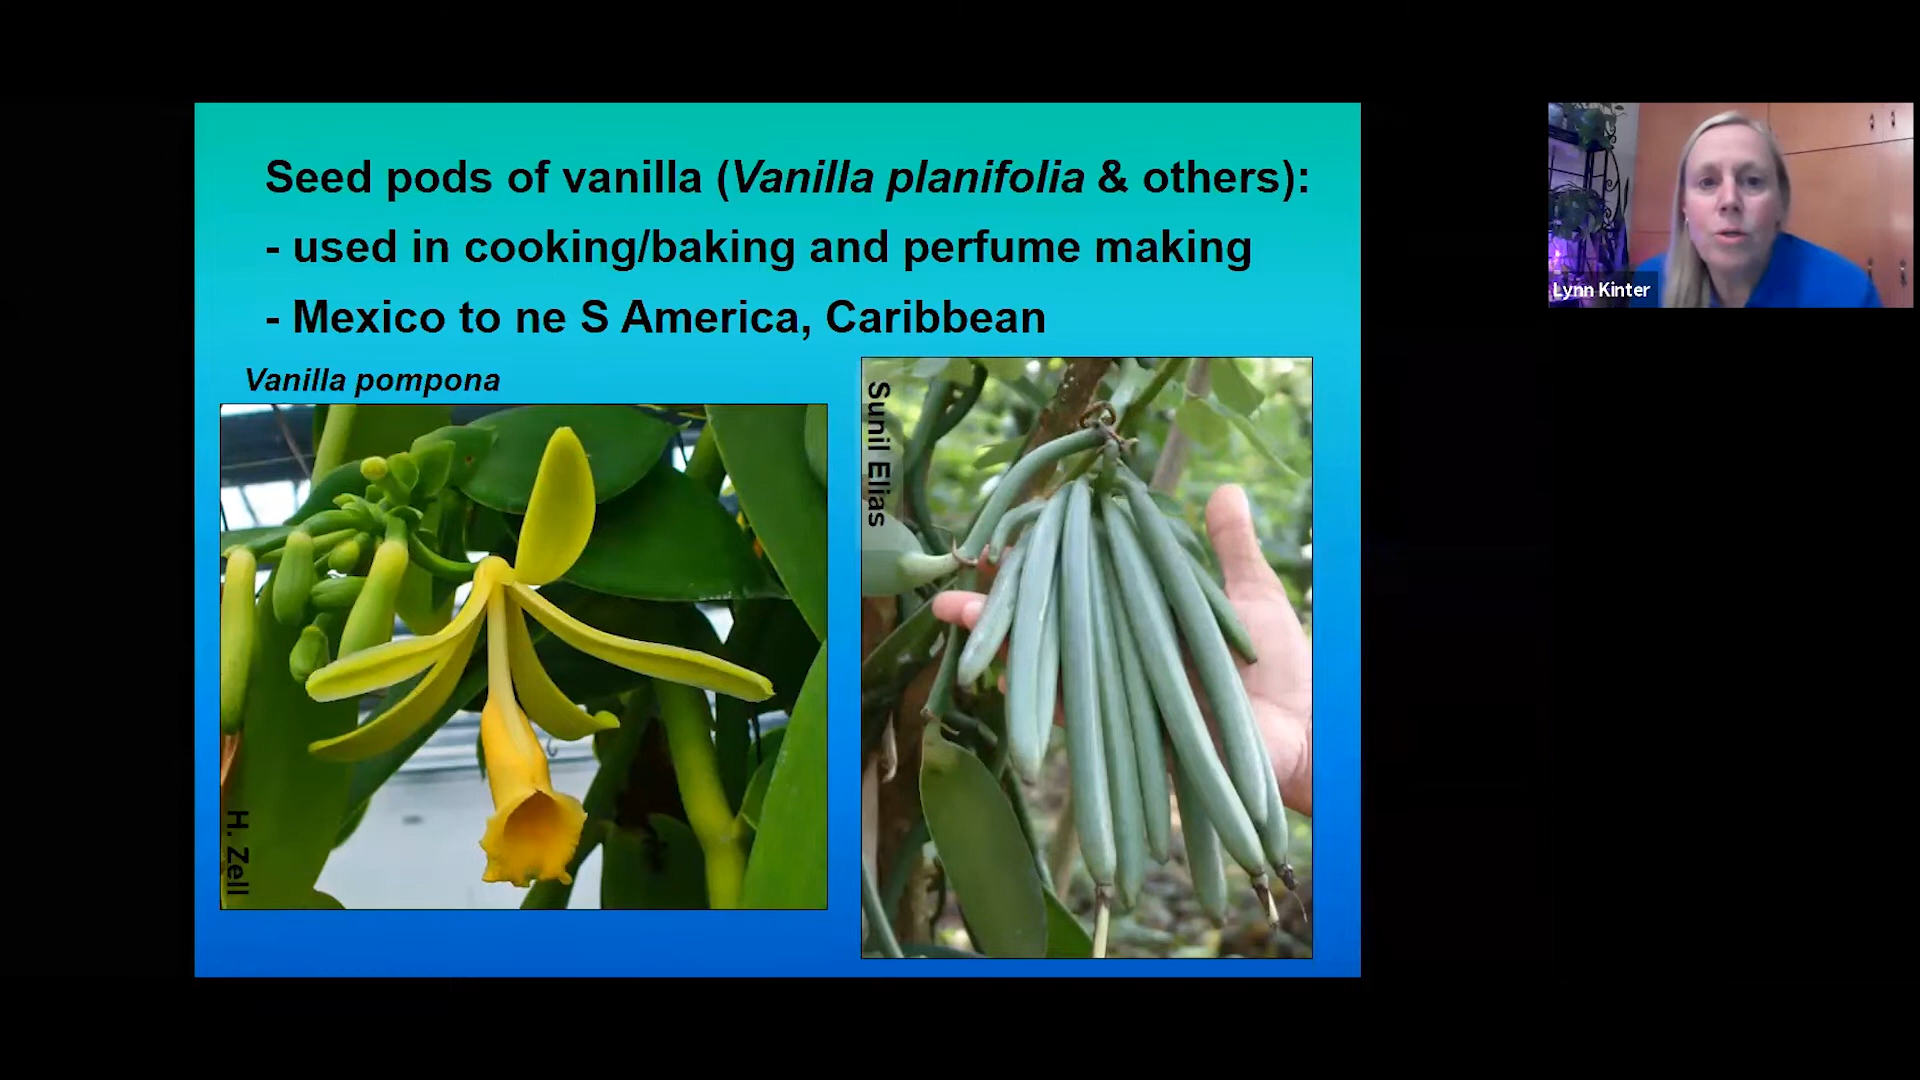 Seed pods of vanilla (Vanilla planifolia & others):
- used in cooking/baking and perfume making
- Mexico to ne S America, Caribbean
Vanilla pompona
H. Zell
Sunil Elias
Lynn Kinter